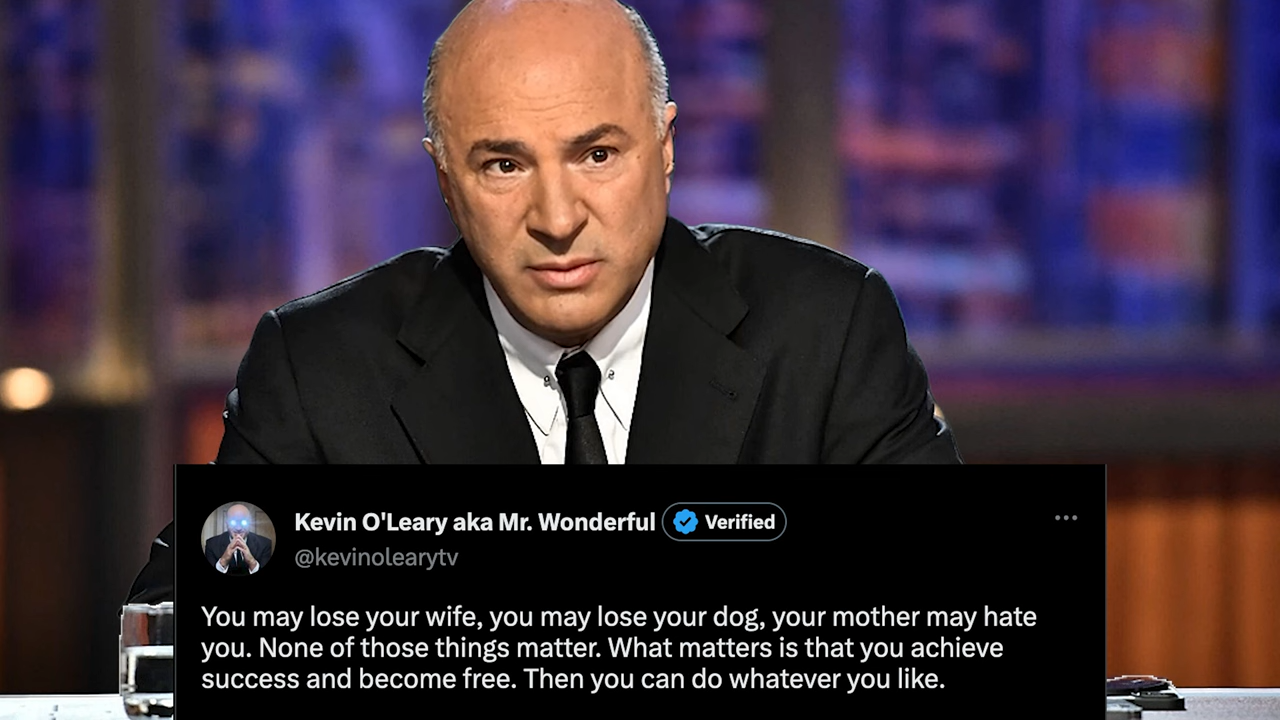 Kevin O'Leary aka Mr. Wonderful Verified
@kevinolearytv
You may lose your wife, you may lose your dog, your mother may hate
you. None of those things matter. What matters is that you achieve
success and become free. Then you can do whatever you like.